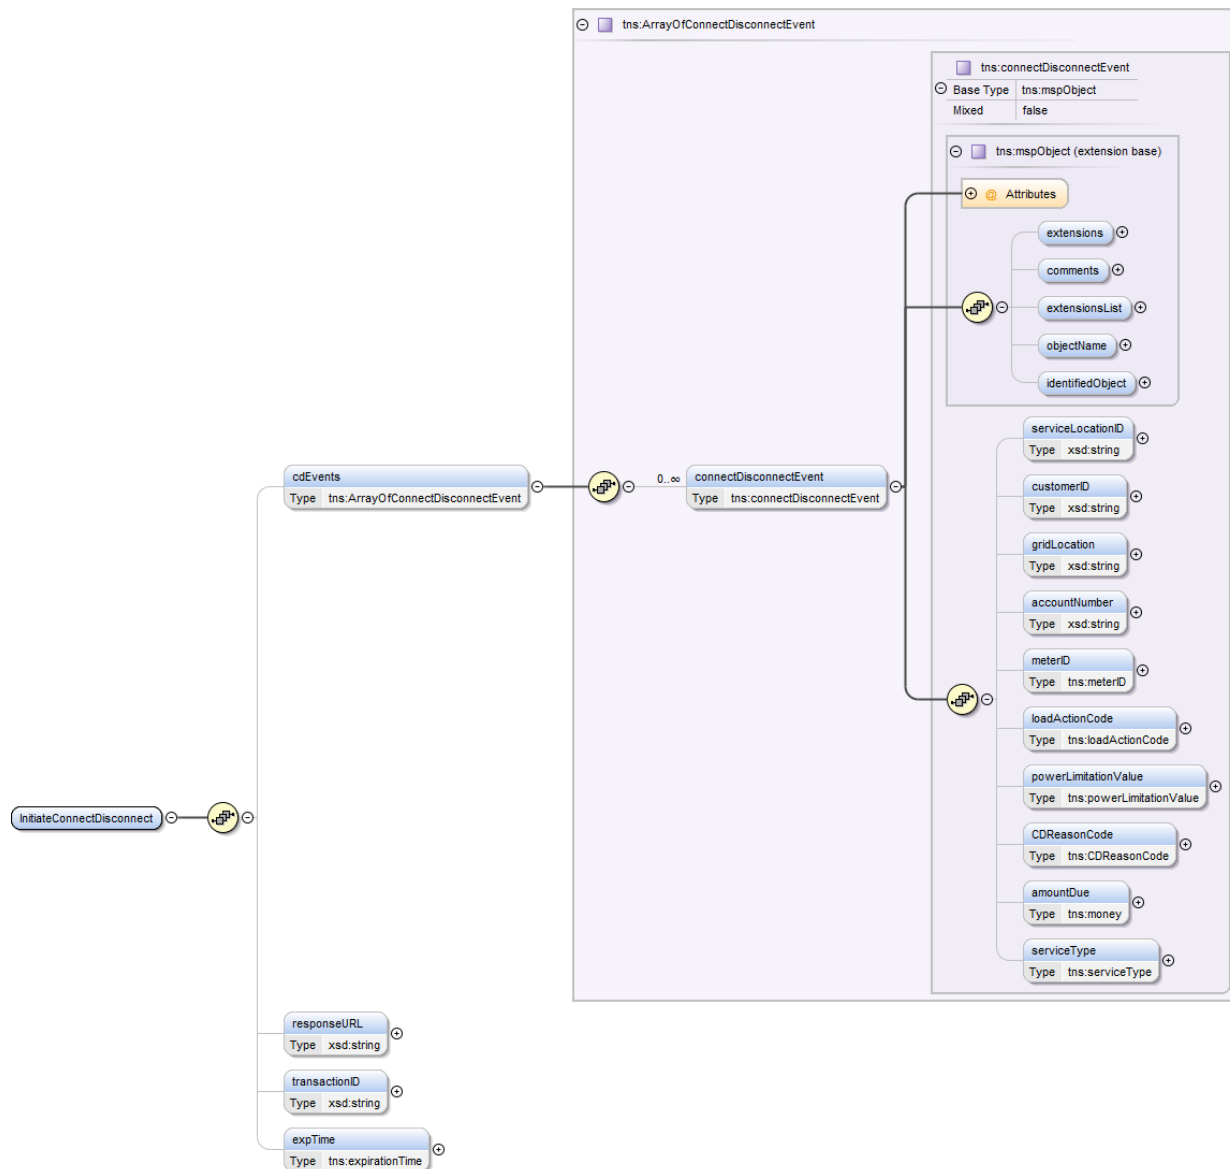 tns:ArrayOfConnectDisconnectEvent
tns:connectDisconnectEvent
Base Type tns:mspObject
Mixed false
tns:mspObject (extension base)
@ Attributes
extensions
comments
extensionsList
objectName
identifiedObject
serviceLocationID
Type xsd:string
cdEvents
Type tns:ArrayOfConnectDisconnectEvent
0..∞
connectDisconnectEvent
Type tns:connectDisconnectEvent
customerID
Type xsd:string
gridLocation
Type xsd:string
accountNumber
Type xsd:string
meterID
Type tns:meterID
loadActionCode
Type tns:loadActionCode
powerLimitationValue
Type tns:powerLimitationValue
InitiateConnectDisconnect
CDReasonCode
Type tns:CDReasonCode
amountDue
Type tns:money
serviceType
Type tns:serviceType
responseURL
Type xsd:string
transactionID
Type xsd:string
expTime
Type tns:expirationTime